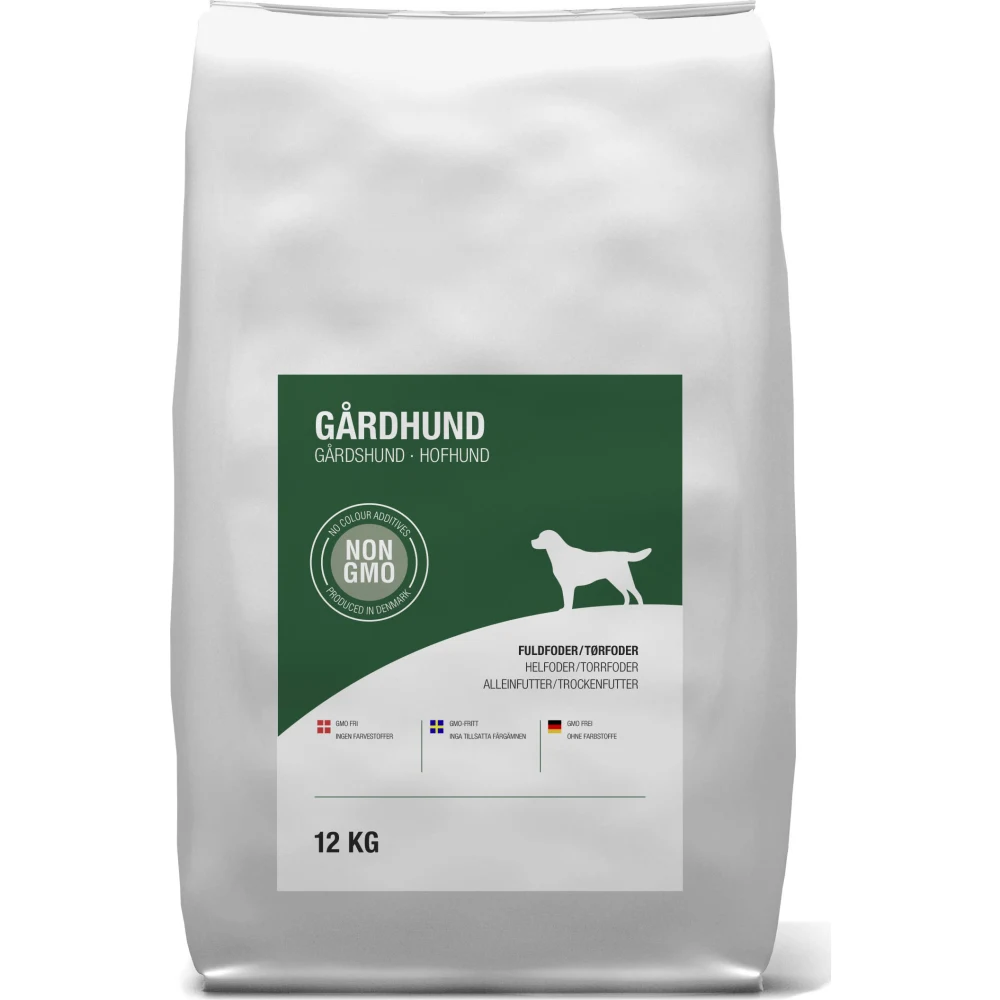 GÅRDHUND
GÅRDSHUND · HOFHUND
NO COLOUR ADDITIVES
NON
GMO
PRODUCED IN DENMARK
FULDFODER/TØRFODER
HELFODER/TORRFODER
ALLEINFUTTER/TROCKENFUTTER
GMO FRI
INGEN FARVESTOFFER
GMO-FRITT
INGA TILLSATTA FÄRGÄMNEN
GMO FREI
OHNE FARBSTOFFE
12 KG